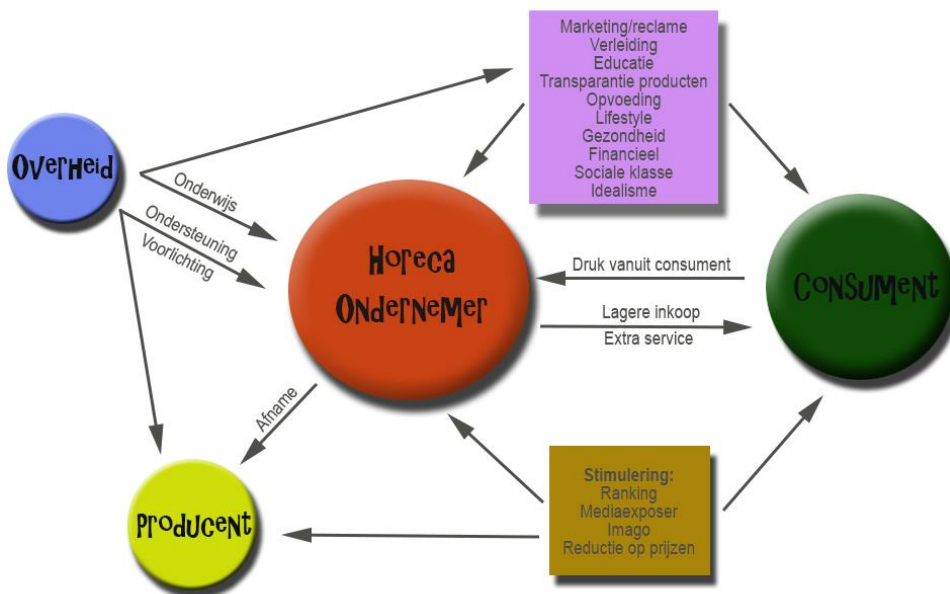 Marketing/reclame
Verleiding
Educatie
Transparantie producten
Opvoeding
Lifestyle
Gezondheid
Financieel
Sociale klasse
Idealisme
Overheid
Onderwijs
Ondersteuning
Voorlichting
Horeca
Ondernemer
Druk vanuit consument
Lagere inkoop
Extra service
Consument
Afname
Producent
Stimulering:
Ranking
Mediaexposer
Imago
Reductie op prijzen